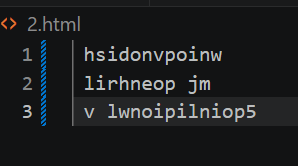 2.html
1 hsidonvpoinw
2 lirhneop jm
3 v lwnoipilniop5